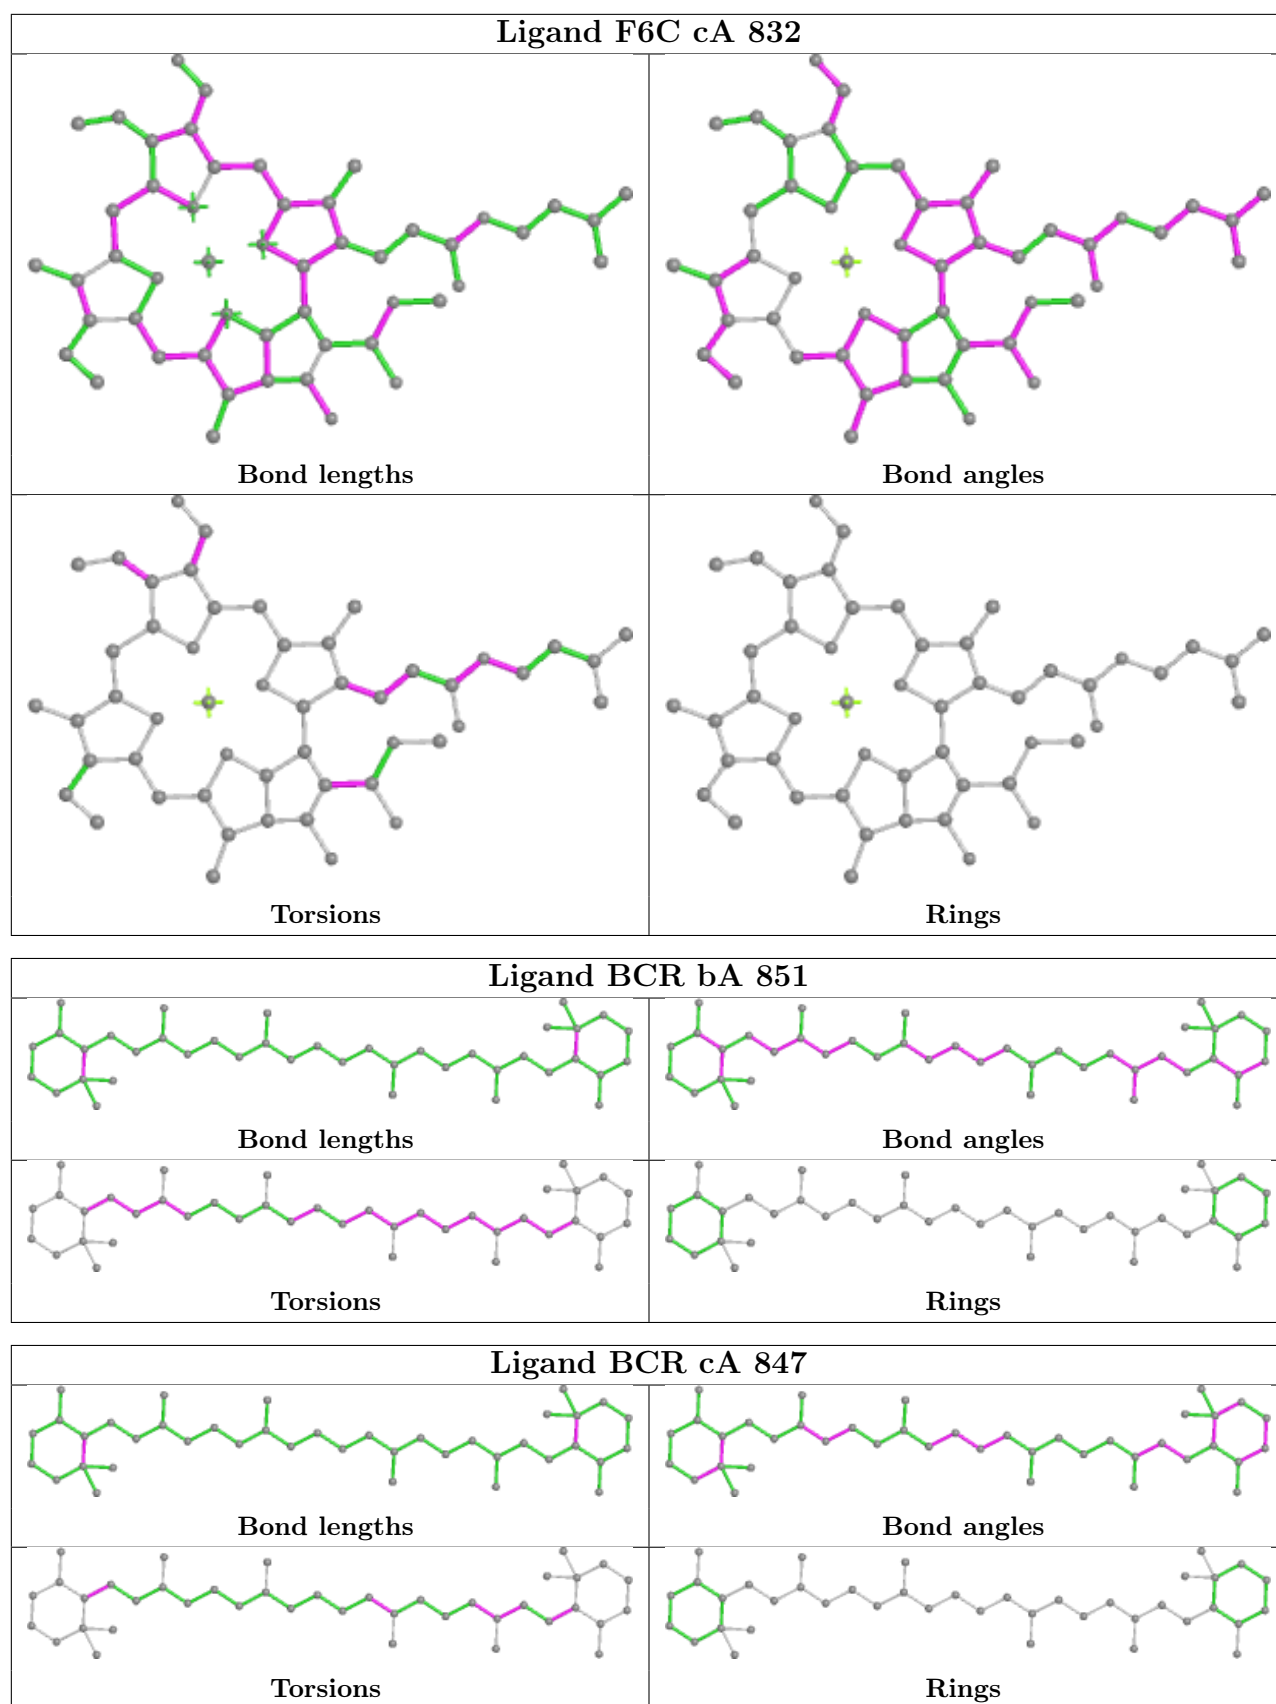 Ligand F6C cA 832
Bond lengths
Bond angles
Torsions
Rings
Ligand BCR bA 851
Bond lengths
Bond angles
Torsions
Rings
Ligand BCR cA 847
Bond lengths
Bond angles
Torsions
Rings